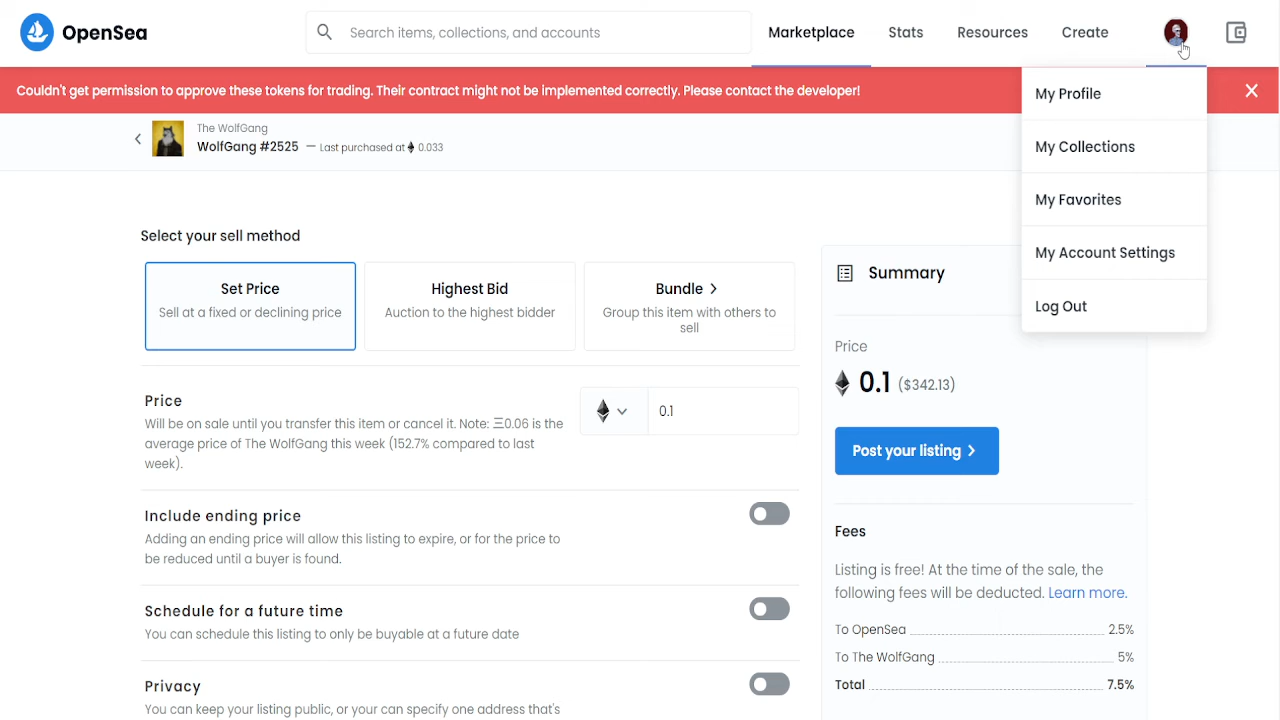 OpenSea
Search items, collections, and accounts
Marketplace
Stats
Resources
Create
Couldn't get permission to approve these tokens for trading. Their contract might not be implemented correctly. Please contact the developer!
My Profile
My Collections
My Favorites
My Account Settings
Log Out
The WolfGang
WolfGang #2525 — Last purchased at 0.033
Select your sell method
Set Price
Sell at a fixed or declining price
Highest Bid
Auction to the highest bidder
Bundle
Group this item with others to
sell
Price
Will be on sale until you transfer this item or cancel it. Note: Ξ0.06 is the
average price of The WolfGang this week (152.7% compared to last
week).
0.1
Include ending price
Adding an ending price will allow this listing to expire, or for the price to
be reduced until a buyer is found.
Schedule for a future time
You can schedule this listing to only be buyable at a future date
Privacy
You can keep your listing public, or your can specify one address that's
Summary
Price
0.1 ($342.13)
Post your listing
Fees
Listing is free! At the time of the sale, the
following fees will be deducted. Learn more.
To OpenSea 2.5%
To The WolfGang 5%
Total 7.5%